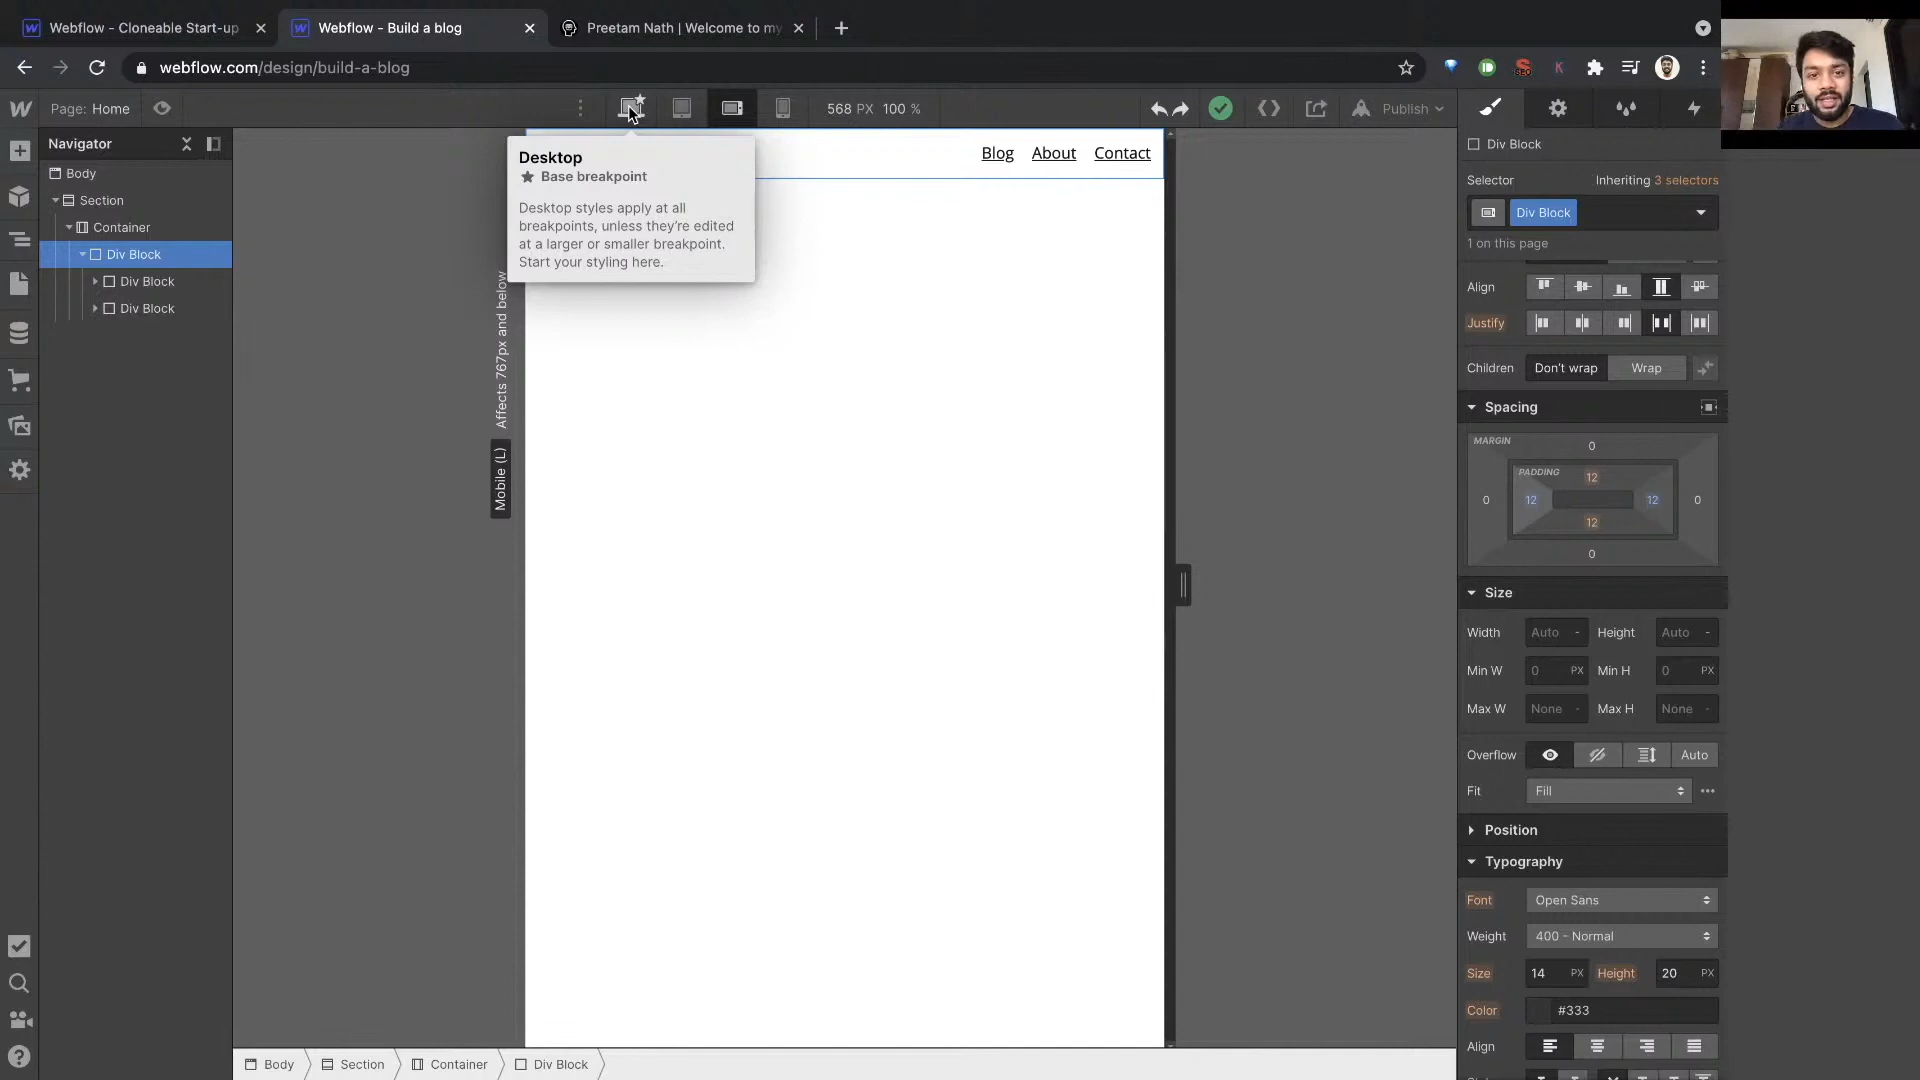 Webflow - Cloneable Start-up
Webflow - Build a blog
Preetam Nath | Welcome to my
webflow.com/design/build-a-blog
Page: Home
568 PX 100 %
Publish
Navigator
Body
Section
Container
Div Block
Div Block
Div Block
Desktop
Base breakpoint
Desktop styles apply at all
breakpoints, unless they're edited
at a larger or smaller breakpoint.
Start your styling here.
Affects 767px and below
Mobile (L)
Blog About Contact
Div Block
Selector Inheriting 3 selectors
Div Block
1 on this page
Align
Justify
Children Don't wrap Wrap
Spacing
MARGIN
0
PADDING
12
0 12 12 0
12
0
Size
Width Auto - Height Auto -
Min W 0 PX Min H 0 PX
Max W None - Max H None -
Overflow Auto
Fit Fill
Position
Typography
Font Open Sans
Weight 400 - Normal
Size 14 PX Height 20 PX
Color #333
Align
Body Section Container Div Block